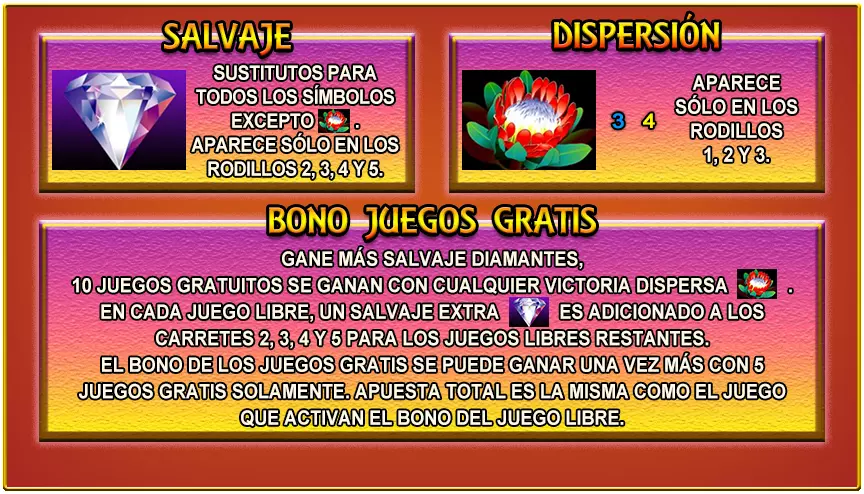 SALVAJE
SUSTITUTOS PARA
TODOS LOS SÍMBOLOS
EXCEPTO .
APARECE SÓLO EN LOS
RODILLOS 2, 3, 4 Y 5.
DISPERSIÓN
3 4
APARECE
SÓLO EN LOS
RODILLOS
1, 2 Y 3.
BONO JUEGOS GRATIS
GANE MÁS SALVAJE DIAMANTES,
10 JUEGOS GRATUITOS SE GANAN CON CUALQUIER VICTORIA DISPERSA .
EN CADA JUEGO LIBRE, UN SALVAJE EXTRA ES ADICIONADO A LOS
CARRETES 2, 3, 4 Y 5 PARA LOS JUEGOS LIBRES RESTANTES.
EL BONO DE LOS JUEGOS GRATIS SE PUEDE GANAR UNA VEZ MÁS CON 5
JUEGOS GRATIS SOLAMENTE. APUESTA TOTAL ES LA MISMA COMO EL JUEGO
QUE ACTIVAN EL BONO DEL JUEGO LIBRE.